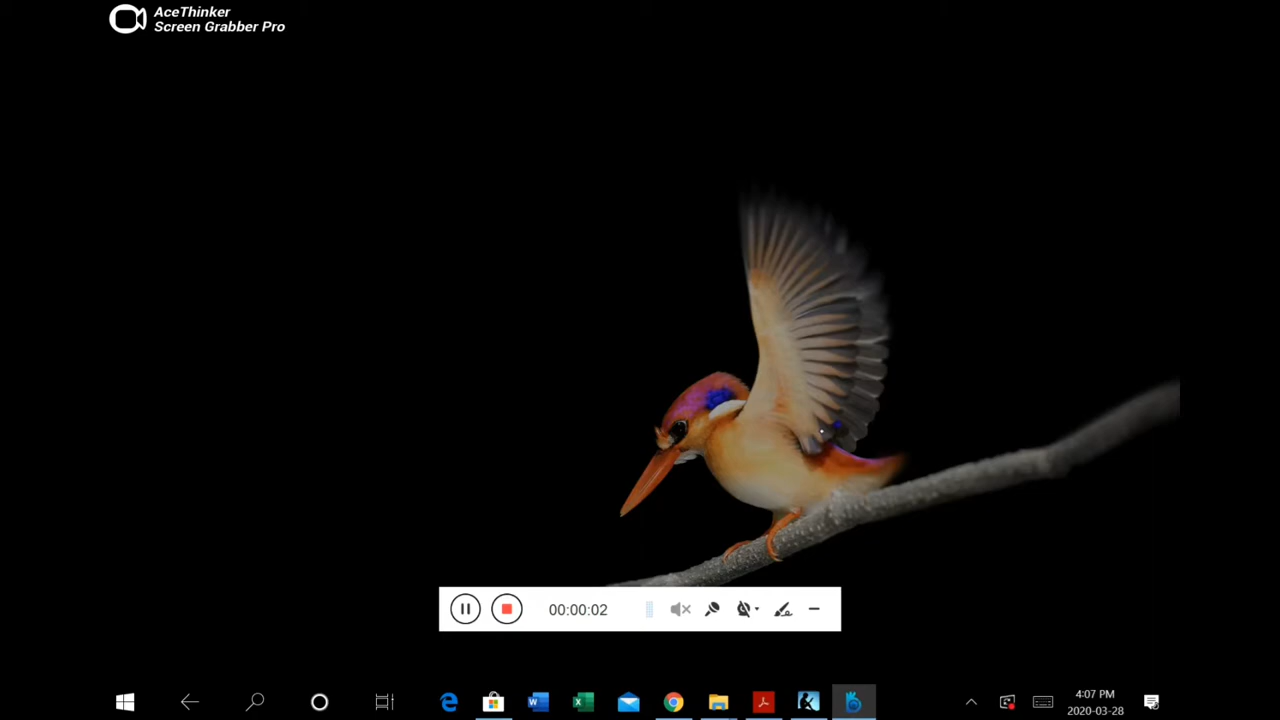 AceThinker
Screen Grabber Pro
00:00:02
4:07 PM
2020-03-28